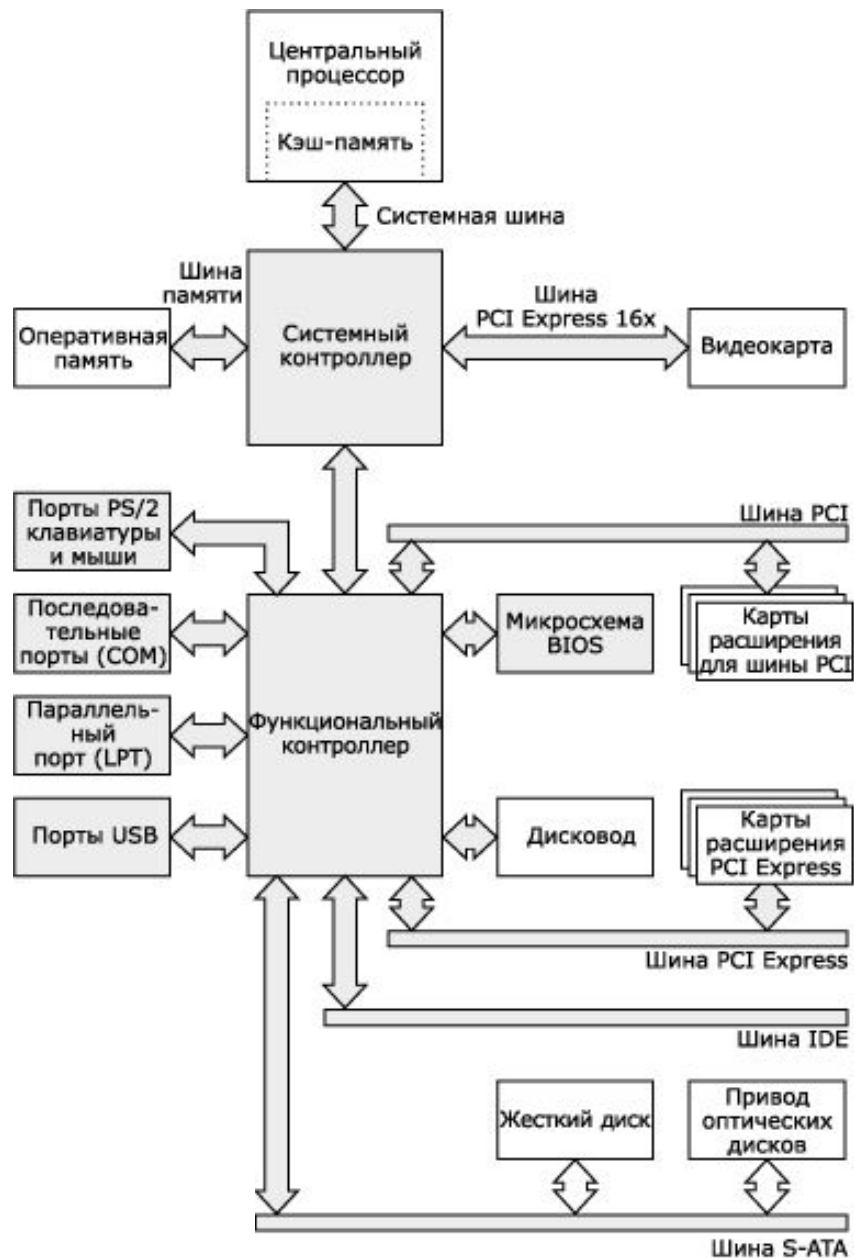 Центральный
процессор
Кэш-память
Системная шина
Шина
памяти
Шина
PCI Express 16x
Оперативная
память
Системный
контроллер
Видеокарта
Порты PS/2
клавиатуры
и мыши
Шина PCI
Последова-
тельные
порты (COM)
Микросхема
BIOS
Карты
расширения
для шины PCI
Параллель-
ный
порт (LPT)
Функциональный
контроллер
Порты USB
Дисковод
Карты
расширения
PCI Express
Шина PCI Express
Шина IDE
Жесткий диск
Привод
оптических
дисков
Шина S-ATA